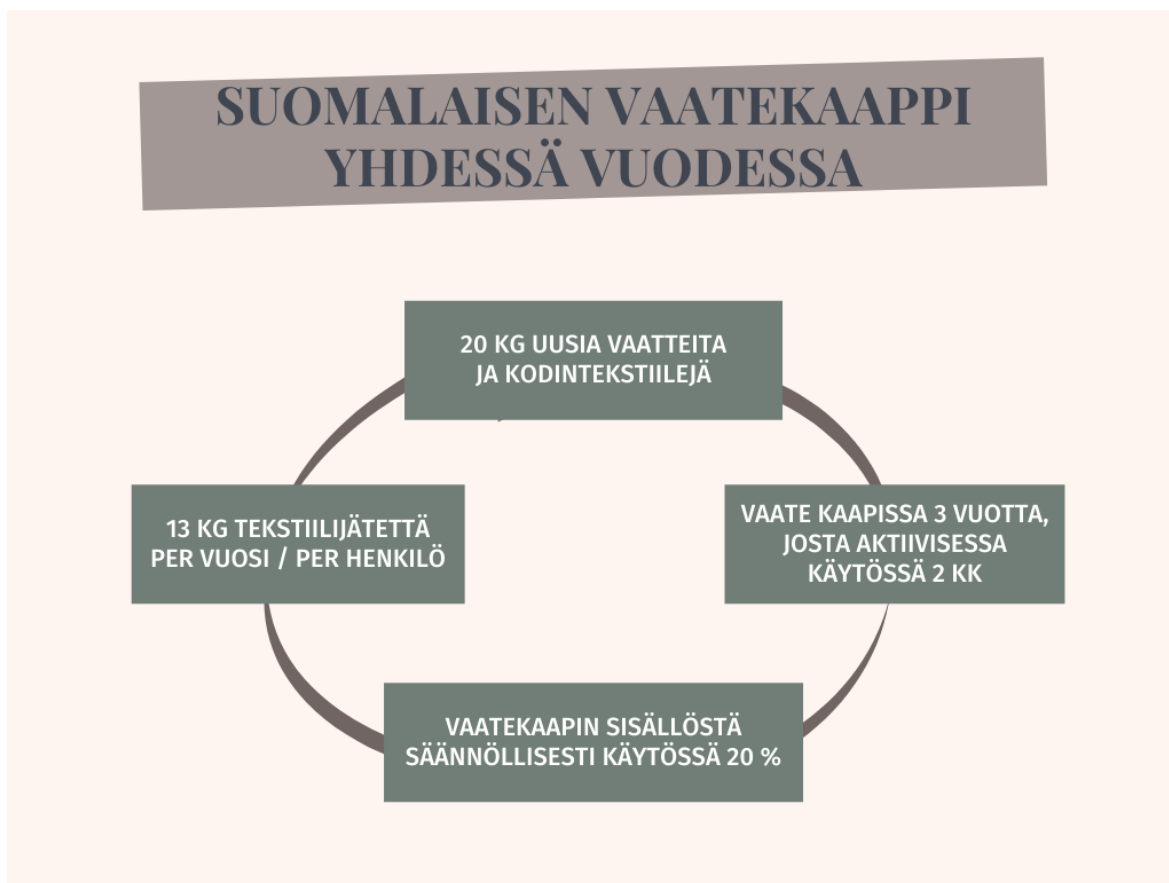 SUOMALAISEN VAATEKAAPPI
YHDESSÄ VUODESSA
20 KG UUSIA VAATTEITA
JA KODINTEKSTIILEJÄ
VAATE KAAPISSA 3 VUOTTA,
JOSTA AKTIIVISESSA
KÄYTÖSSÄ 2 KK
VAATEKAAPIN SISÄLLÖSTÄ
SÄÄNNÖLLISESTI KÄYTÖSSÄ 20 %
13 KG TEKSTIILIJÄTETTÄ
PER VUOSI / PER HENKILÖ